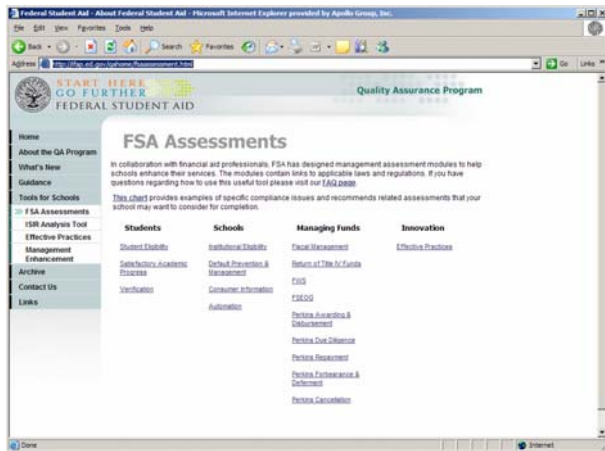 Federal Student Aid - About Federal Student Aid - Microsoft Internet Explorer provided by Apollo Group, Inc.
File Edit View Favorites Tools Help
Back Search Favorites
Address http://ifap.ed.gov/qahome/fsaassessment.html Go Links
START HERE
GO FURTHER
FEDERAL STUDENT AID
Quality Assurance Program
Home
About the QA Program
What's New
Guidance
Tools for Schools
FSA Assessments
ISIR Analysis Tool
Effective Practices
Management
Enhancement
Archive
Contact Us
Links
FSA Assessments
In collaboration with financial aid professionals, FSA has designed management assessment modules to help
schools enhance their services. The modules contain links to applicable laws and regulations. If you have
questions regarding how to use this useful tool please visit our FAQ page.
This chart provides examples of specific compliance issues and recommends related assessments that your
school may want to consider for completion.
Students
Student Eligibility
Satisfactory Academic
Progress
Verification
Schools
Institutional Eligibility
Default Prevention &
Management
Consumer Information
Automation
Managing Funds
Fiscal Management
Return of Title IV Funds
FWS
FSEOG
Perkins Awarding &
Disbursement
Perkins Due Diligence
Perkins Repayment
Perkins Forbearance &
Deferment
Perkins Cancellation
Innovation
Effective Practices
Done
Internet